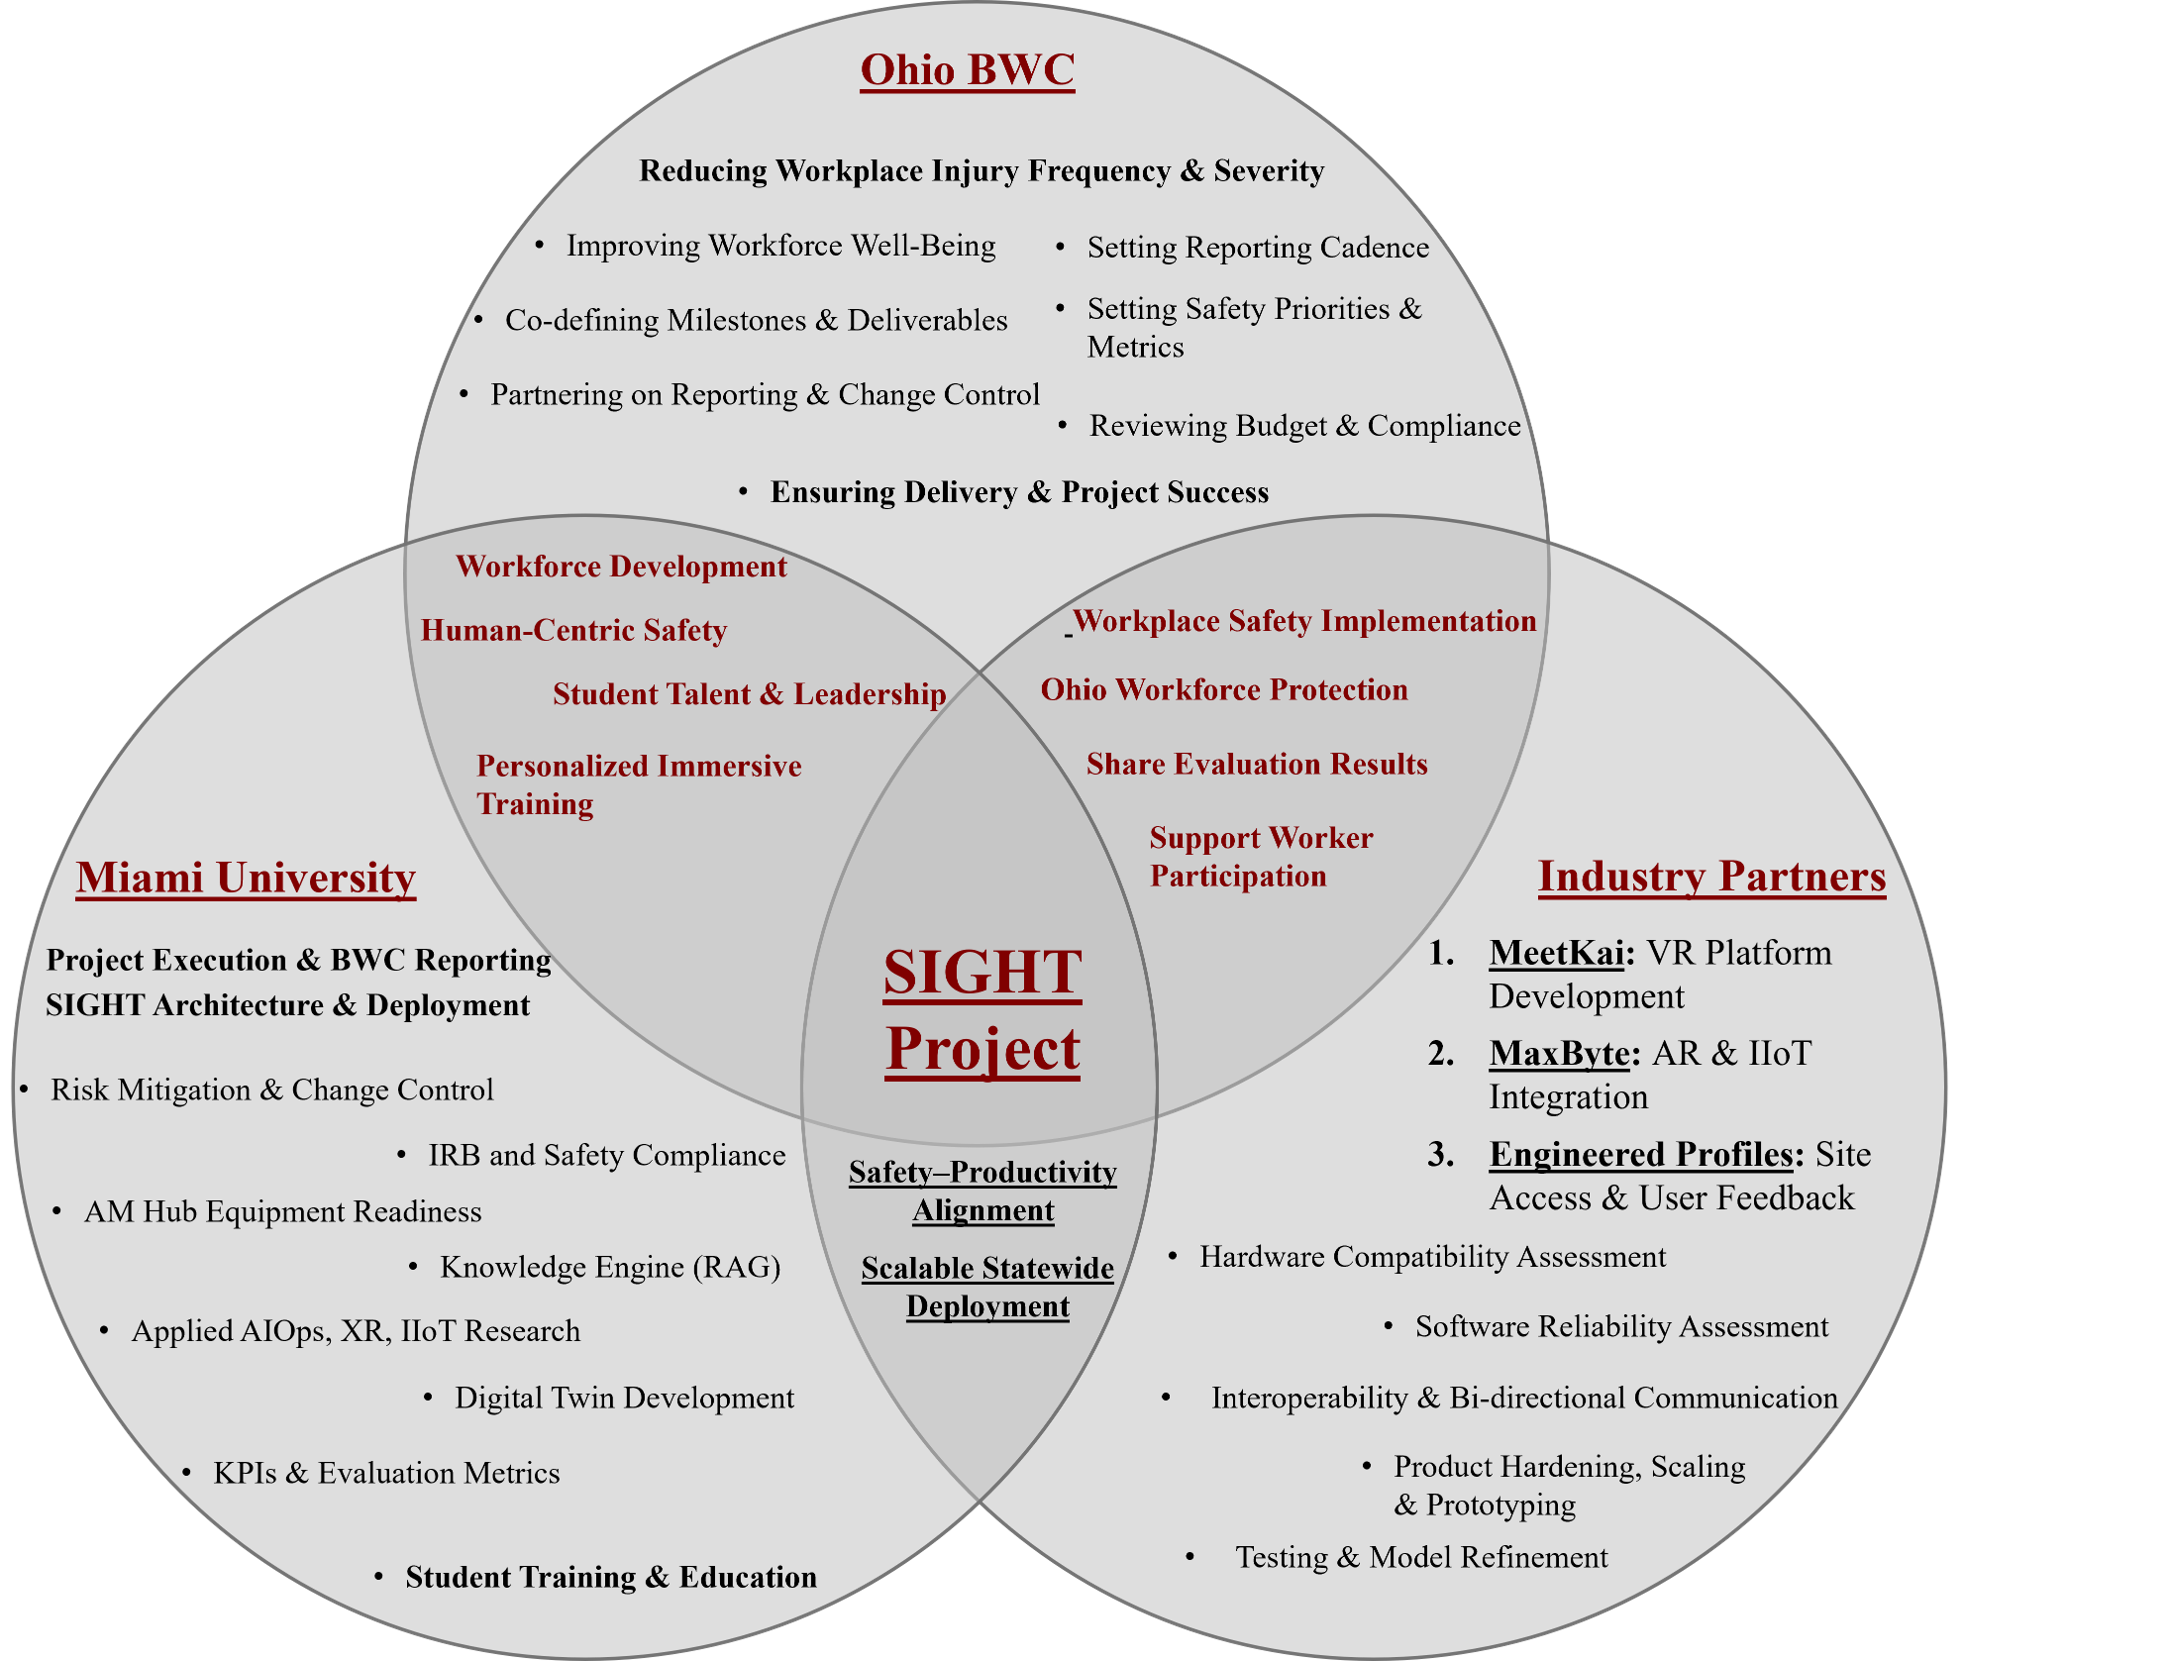 Ohio BWC
Reducing Workplace Injury Frequency & Severity
• Improving Workforce Well-Being
• Co-defining Milestones & Deliverables
• Partnering on Reporting & Change Control
• Setting Reporting Cadence
• Setting Safety Priorities &
Metrics
• Reviewing Budget & Compliance
• Ensuring Delivery & Project Success
Workforce Development
Human-Centric Safety
Student Talent & Leadership
Personalized Immersive
Training
Workplace Safety Implementation
Ohio Workforce Protection
Share Evaluation Results
Support Worker
Participation
Miami University
Project Execution & BWC Reporting
SIGHT Architecture & Deployment
• Risk Mitigation & Change Control
• IRB and Safety Compliance
• AM Hub Equipment Readiness
• Knowledge Engine (RAG)
• Applied AIOps, XR, IIoT Research
• Digital Twin Development
• KPIs & Evaluation Metrics
• Student Training & Education
SIGHT
Project
Safety–Productivity
Alignment
Scalable Statewide
Deployment
Industry Partners
1. MeetKai: VR Platform
Development
2. MaxByte: AR & IIoT
Integration
3. Engineered Profiles: Site
Access & User Feedback
• Hardware Compatibility Assessment
• Software Reliability Assessment
• Interoperability & Bi-directional Communication
• Product Hardening, Scaling
& Prototyping
• Testing & Model Refinement